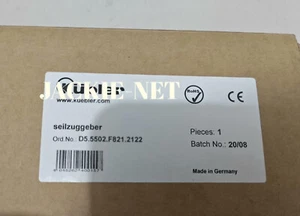 Kübler
www.kuebler.com
JACKIE-NET
RoHS
seilzuggeber
Ord.No. D5.5502.F821.2122
Pieces: 1
Batch No.: 20/08
Made in Germany